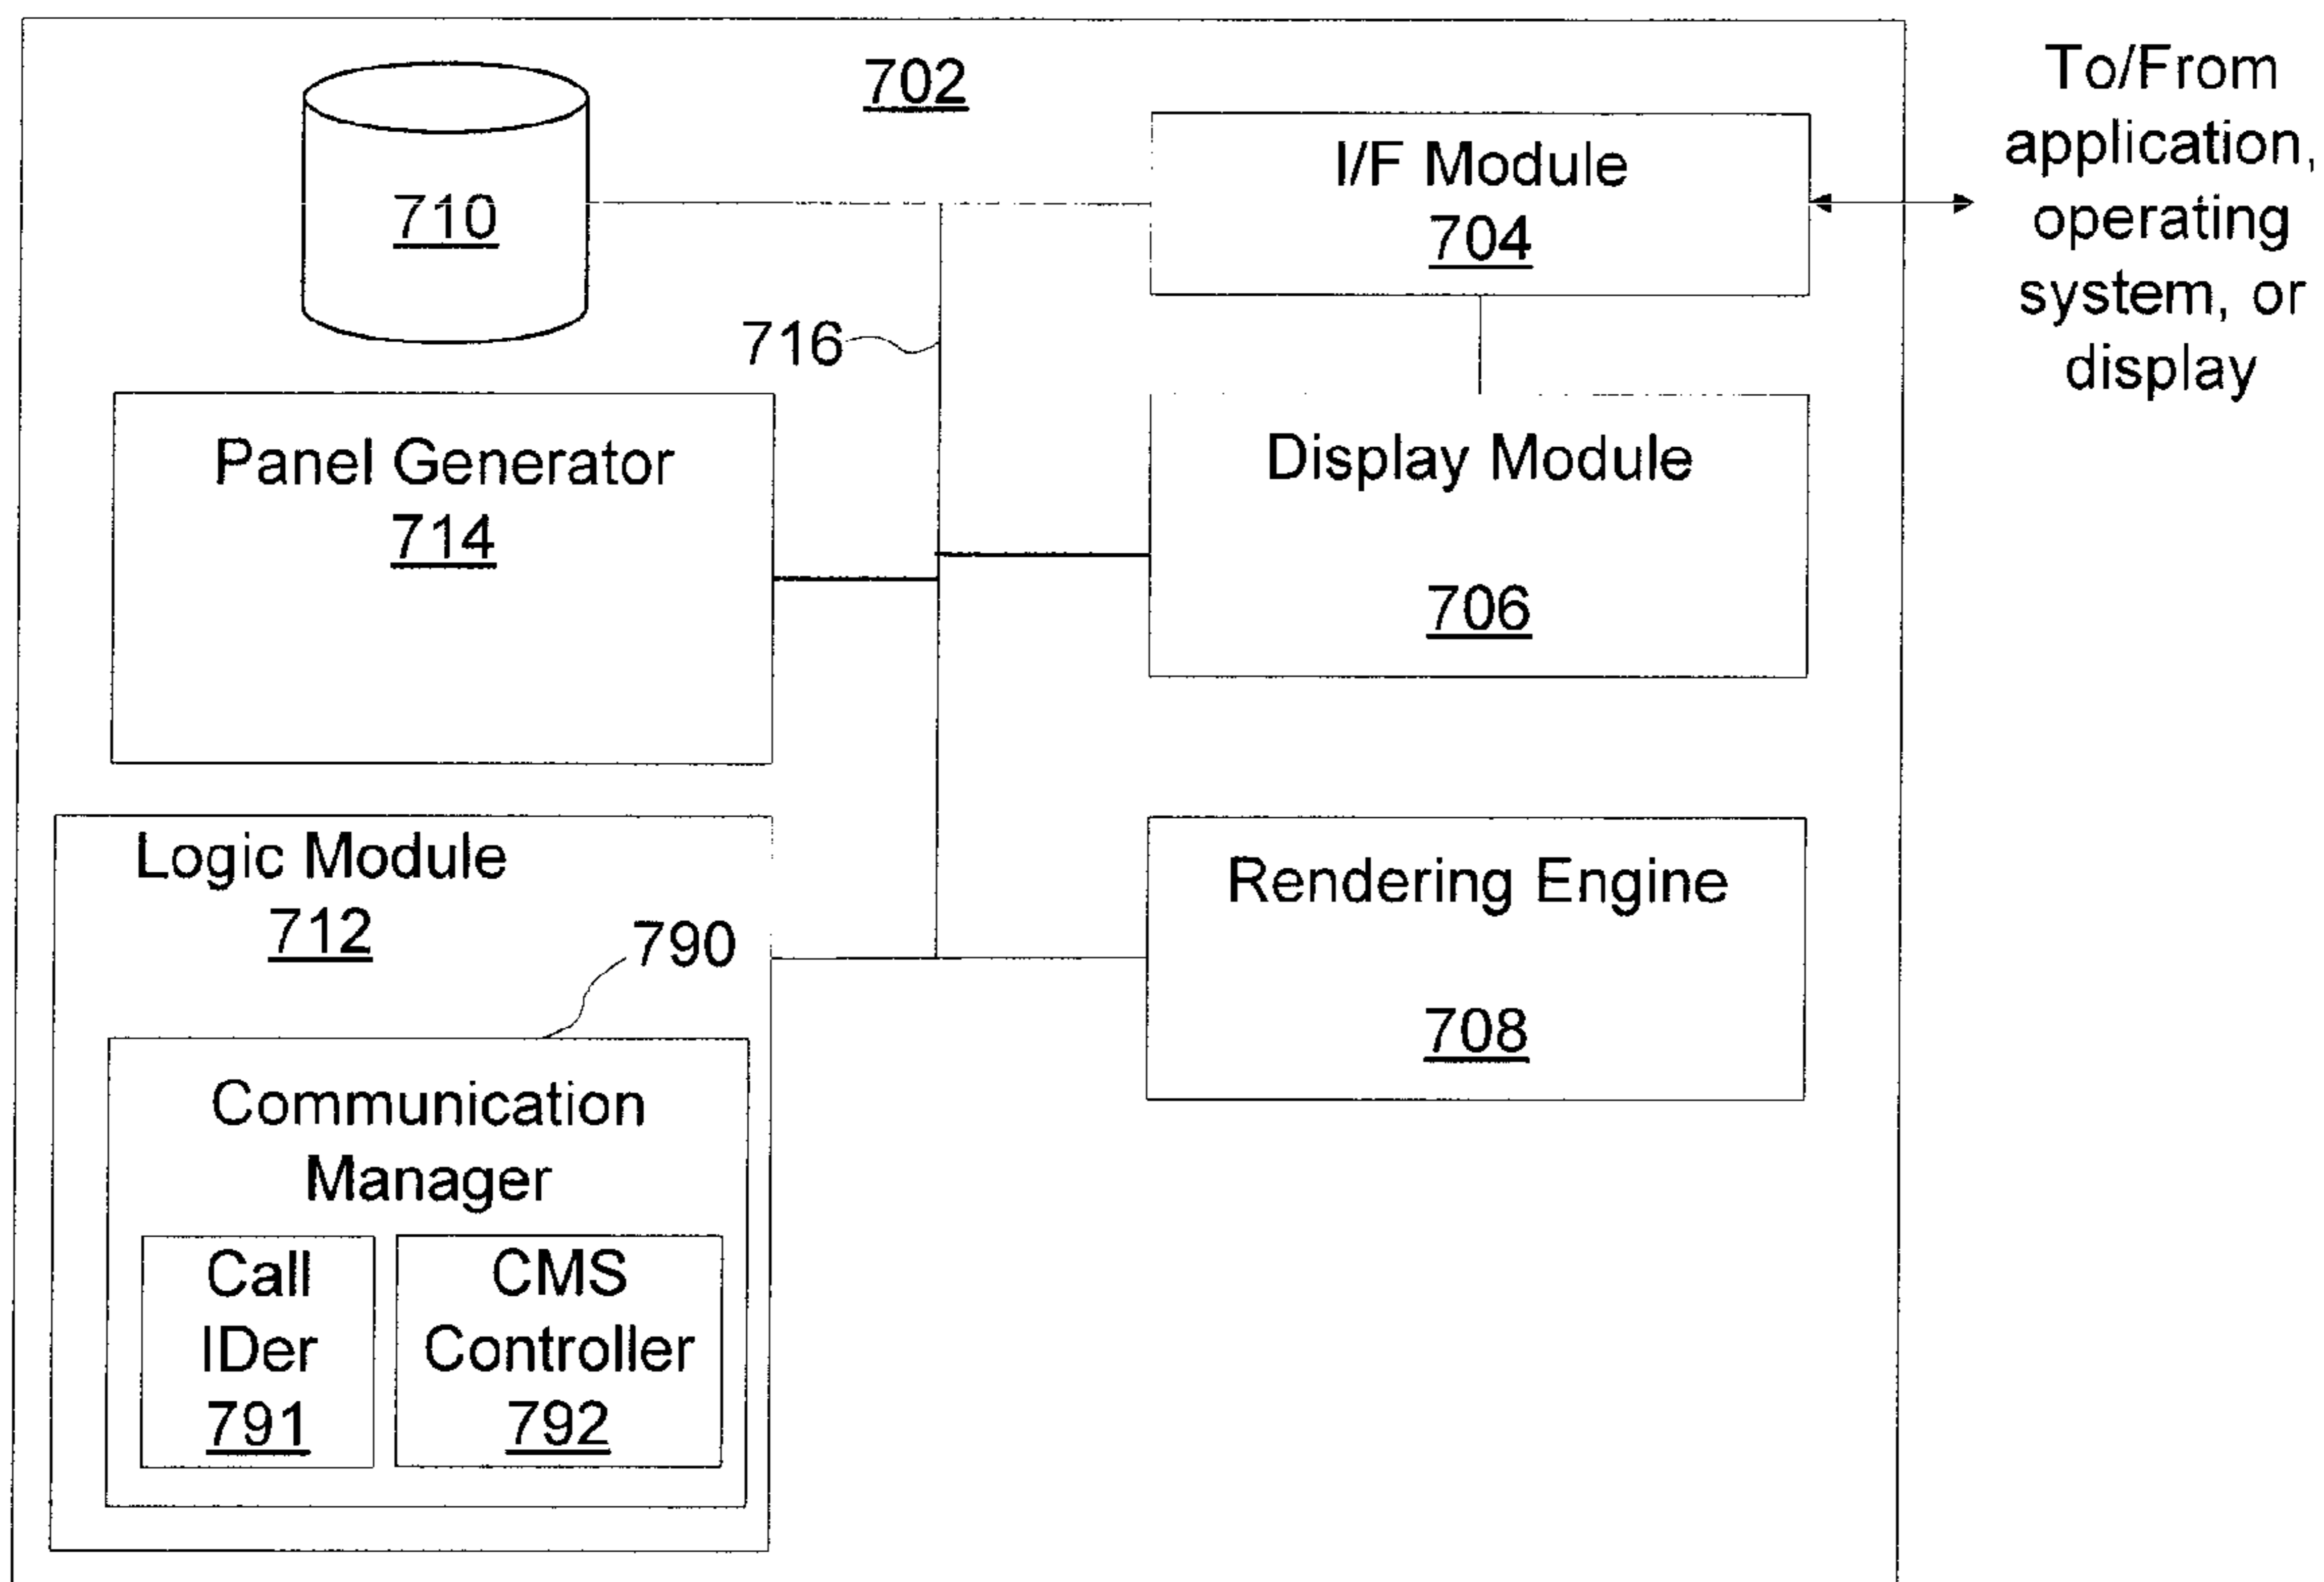 702
To/From
application,
operating
system, or
display
710
I/F Module
704
716
Panel Generator
714
Display Module
706
Logic Module
712
790
Rendering Engine
708
Communication
Manager
Call
IDer
791
CMS
Controller
792